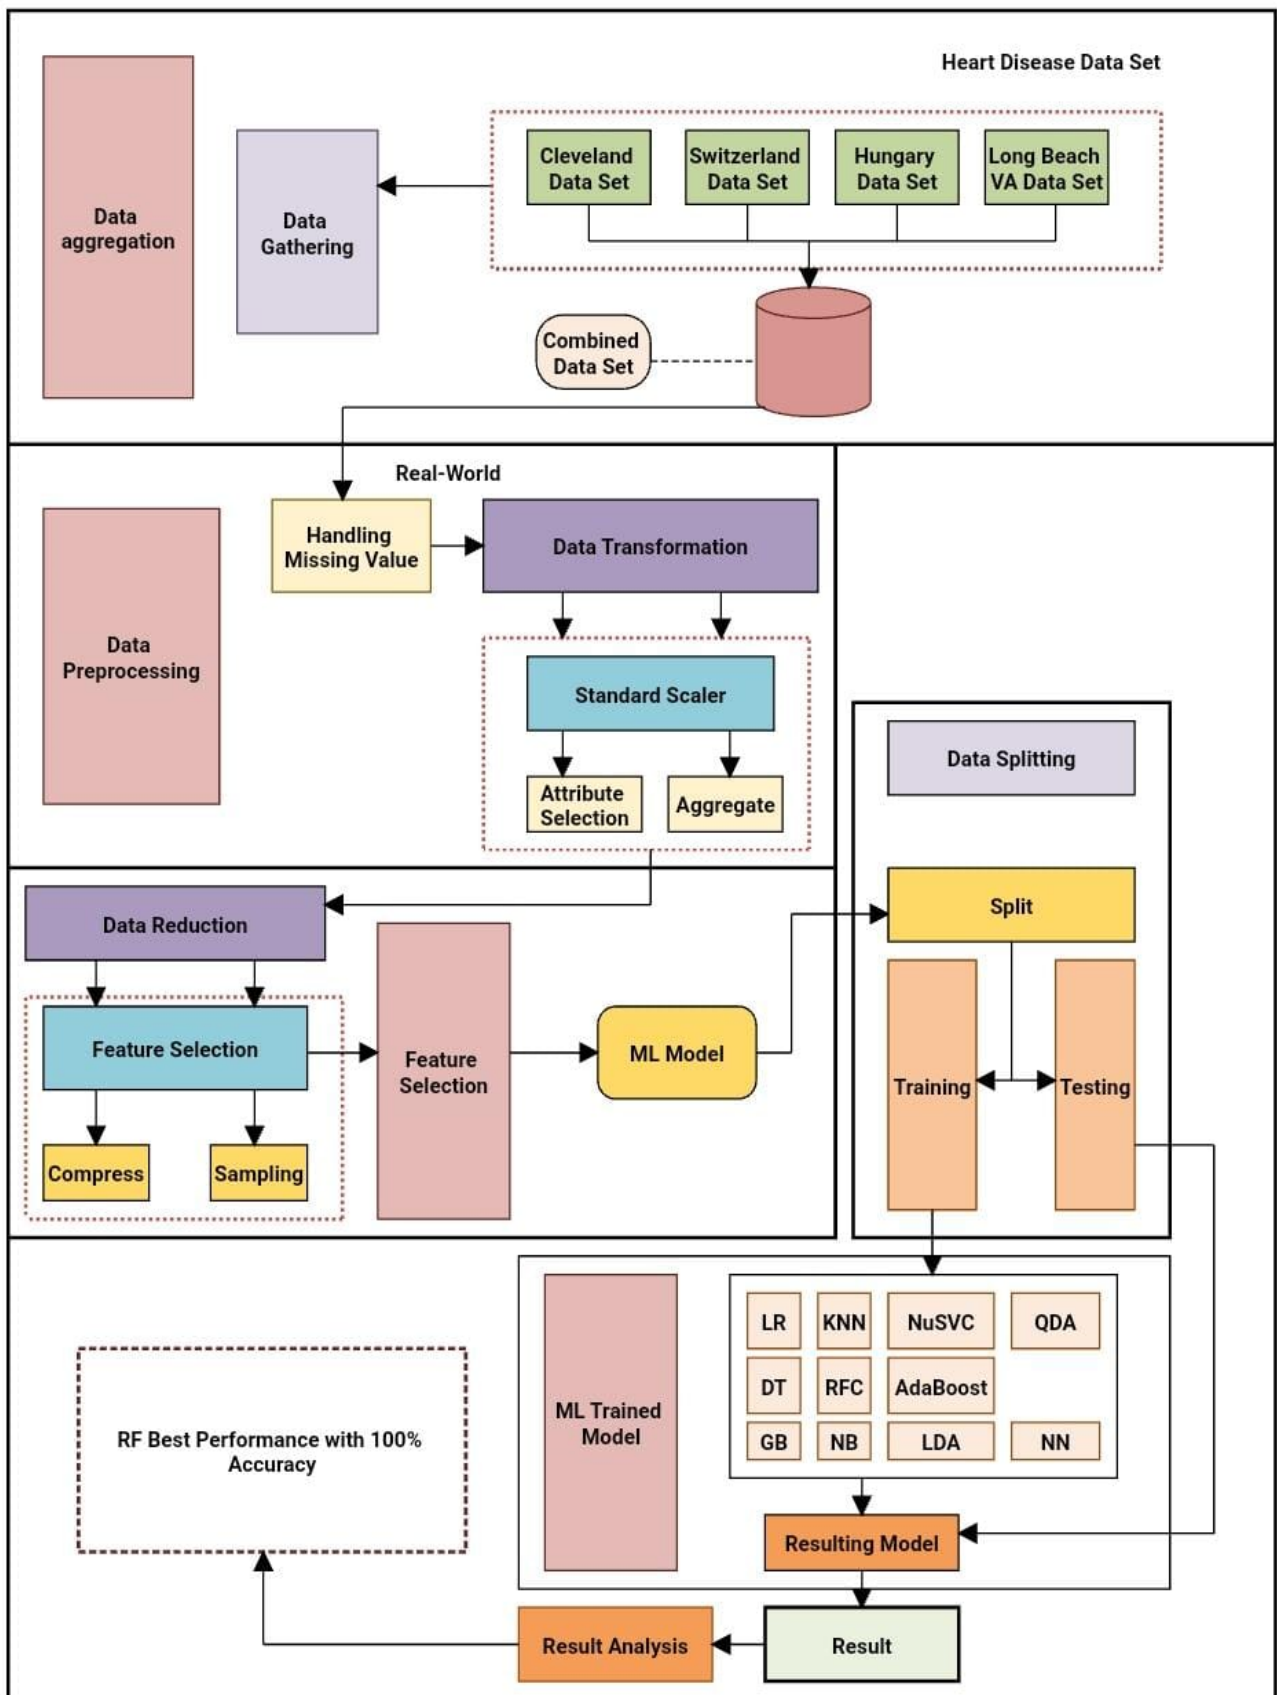 Heart Disease Data Set
Data
aggregation
Data
Gathering
Cleveland
Data Set
Switzerland
Data Set
Hungary
Data Set
Long Beach
VA Data Set
Combined
Data Set
Real-World
Data
Preprocessing
Handling
Missing Value
Data Transformation
Standard Scaler
Attribute
Selection
Aggregate
Data Splitting
Split
Training
Testing
Data Reduction
Feature Selection
Compress
Sampling
Feature
Selection
ML Model
ML Trained
Model
LR
KNN
NuSVC
QDA
DT
RFC
AdaBoost
GB
NB
LDA
NN
Resulting Model
RF Best Performance with 100%
Accuracy
Result Analysis
Result